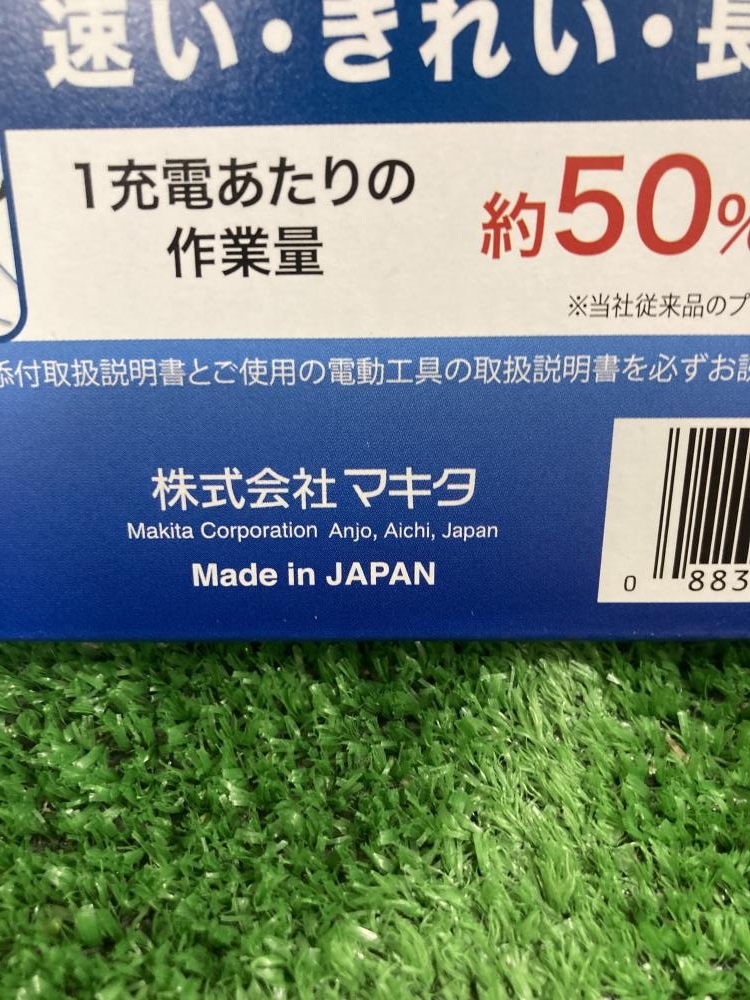 速い・きれい・長
1充電あたりの
作業量
約50%
※当社従来品のプ
添付取扱説明書とご使用の電動工具の取扱説明書を必ずお読
株式会社マキタ
Makita Corporation Anjo, Aichi, Japan
Made in JAPAN
0 883